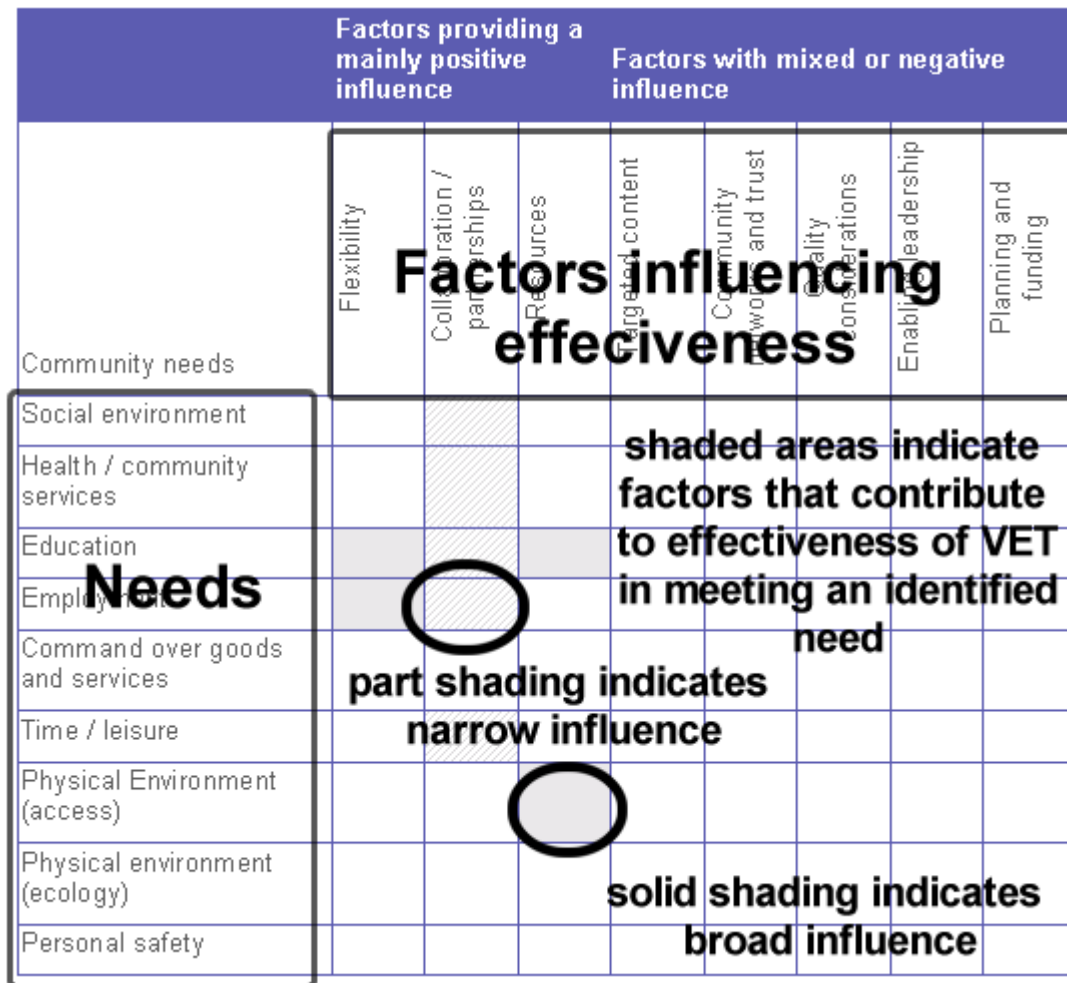 Factors providing a
mainly positive
influence
Factors with mixed or negative
influence
Community needs
Flexibility
Collaboration /
partnerships
Resources
Targeted content
Community
networks and trust
Quality
considerations
Enabling leadership
Planning and
funding
Factors influencing
effeciveness
Social environment
Health / community
services
Education
Employment
Command over goods
and services
Time / leisure
Physical Environment
(access)
Physical environment
(ecology)
Personal safety
Needs
shaded areas indicate
factors that contribute
to effectiveness of VET
in meeting an identified
need
part shading indicates
narrow influence
solid shading indicates
broad influence